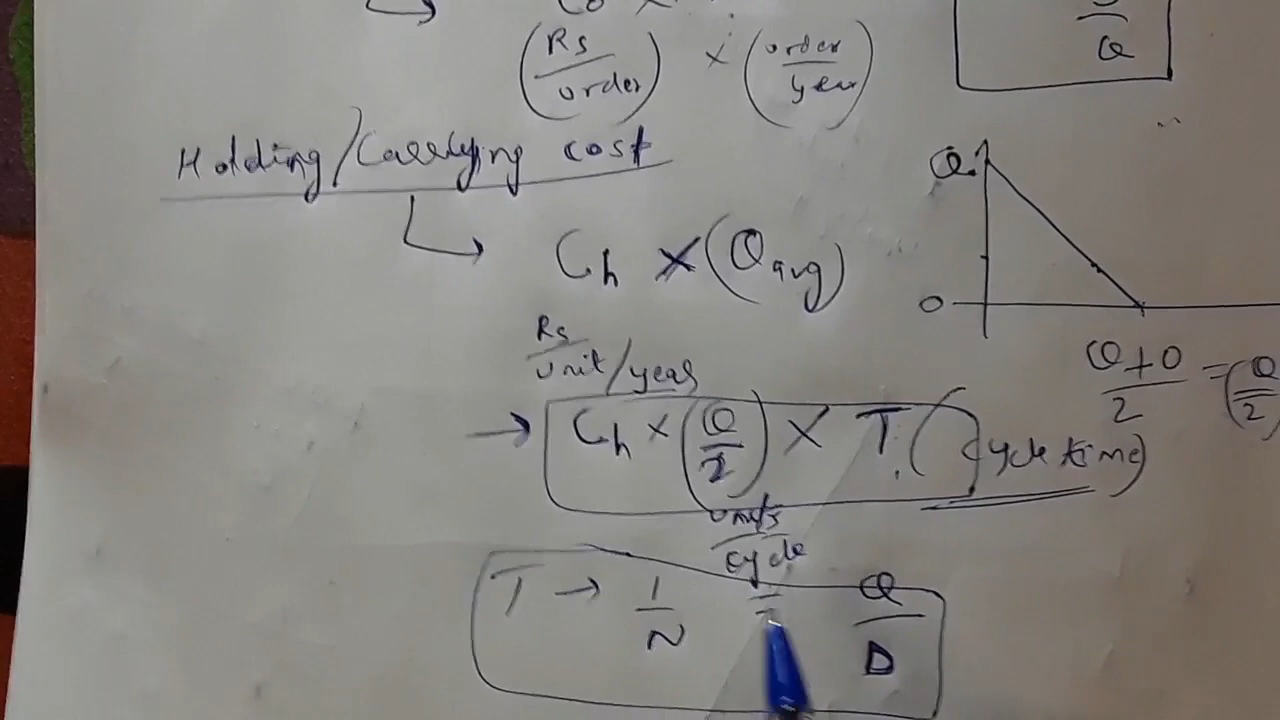 (Rs/order) × (order/year)
Q
Holding/Carrying cost
Q
Ch × (Qavg)
0
Rs/unit/year
(Q+0)/2 = (Q/2)
→ Ch × (Q/2) × T (Cycle time)
units/cycle
T → 1/N = Q/D